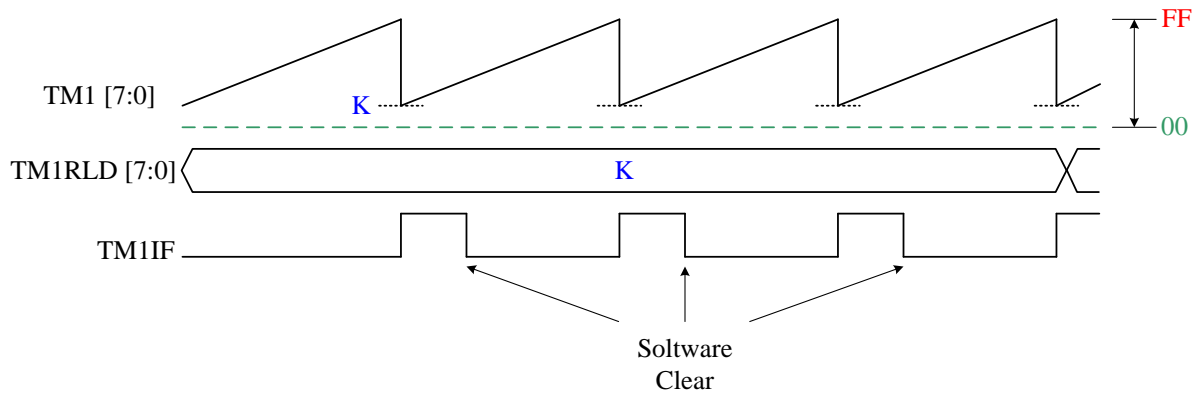 FF
TM1 [7:0]
K
00
TM1RLD [7:0]
K
TM1IF
Soltware
Clear